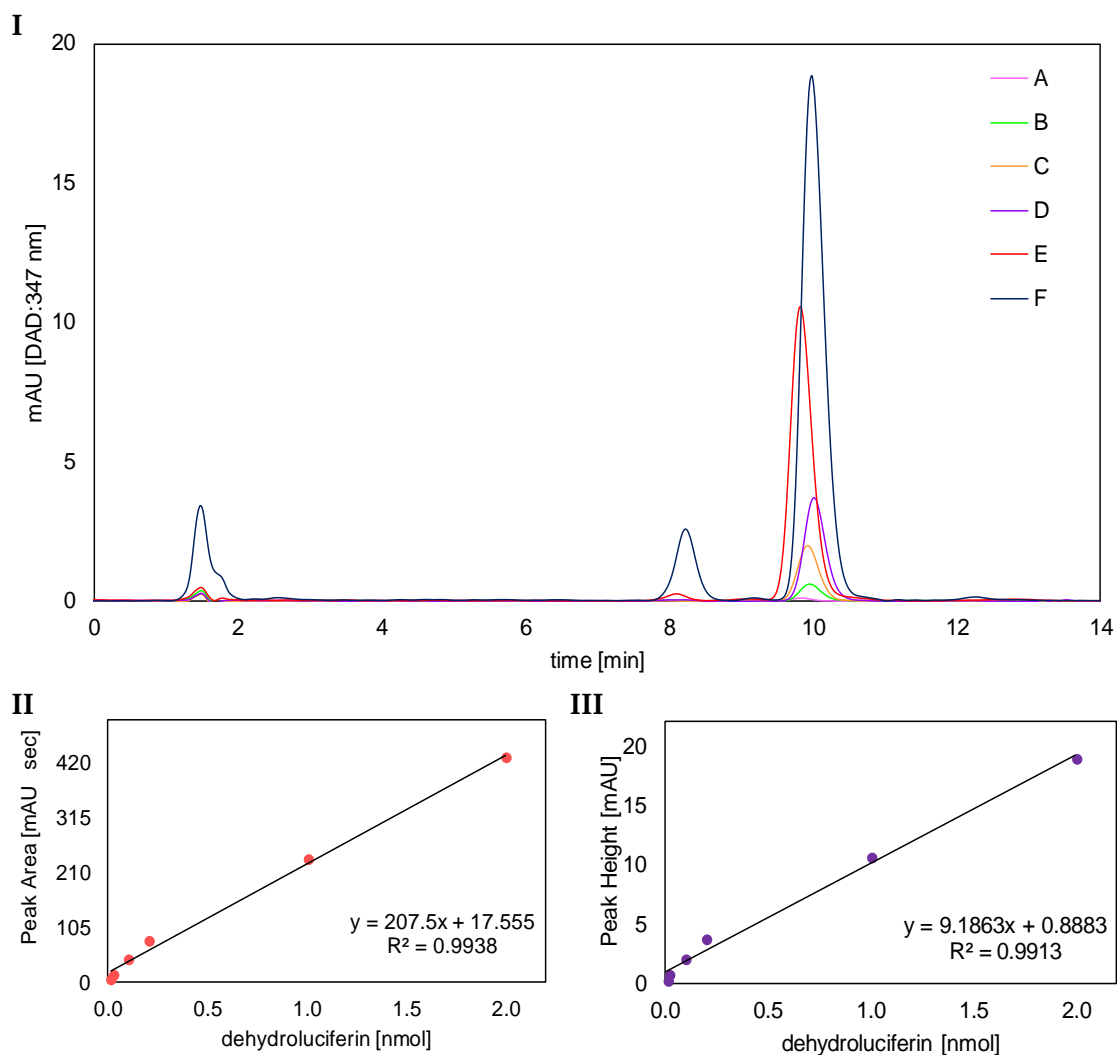 I
20
15
10
5
0
mAU [DAD:347 nm]
0 2 4 6 8 10 12 14
time [min]
A
B
C
D
E
F
II
420
315
210
105
0
Peak Area [mAU sec]
y = 207.5x + 17.555
R² = 0.9938
0.0 0.5 1.0 1.5 2.0
dehydroluciferin [nmol]
III
20
15
10
5
0
Peak Height [mAU]
y = 9.1863x + 0.8883
R² = 0.9913
0.0 0.5 1.0 1.5 2.0
dehydroluciferin [nmol]